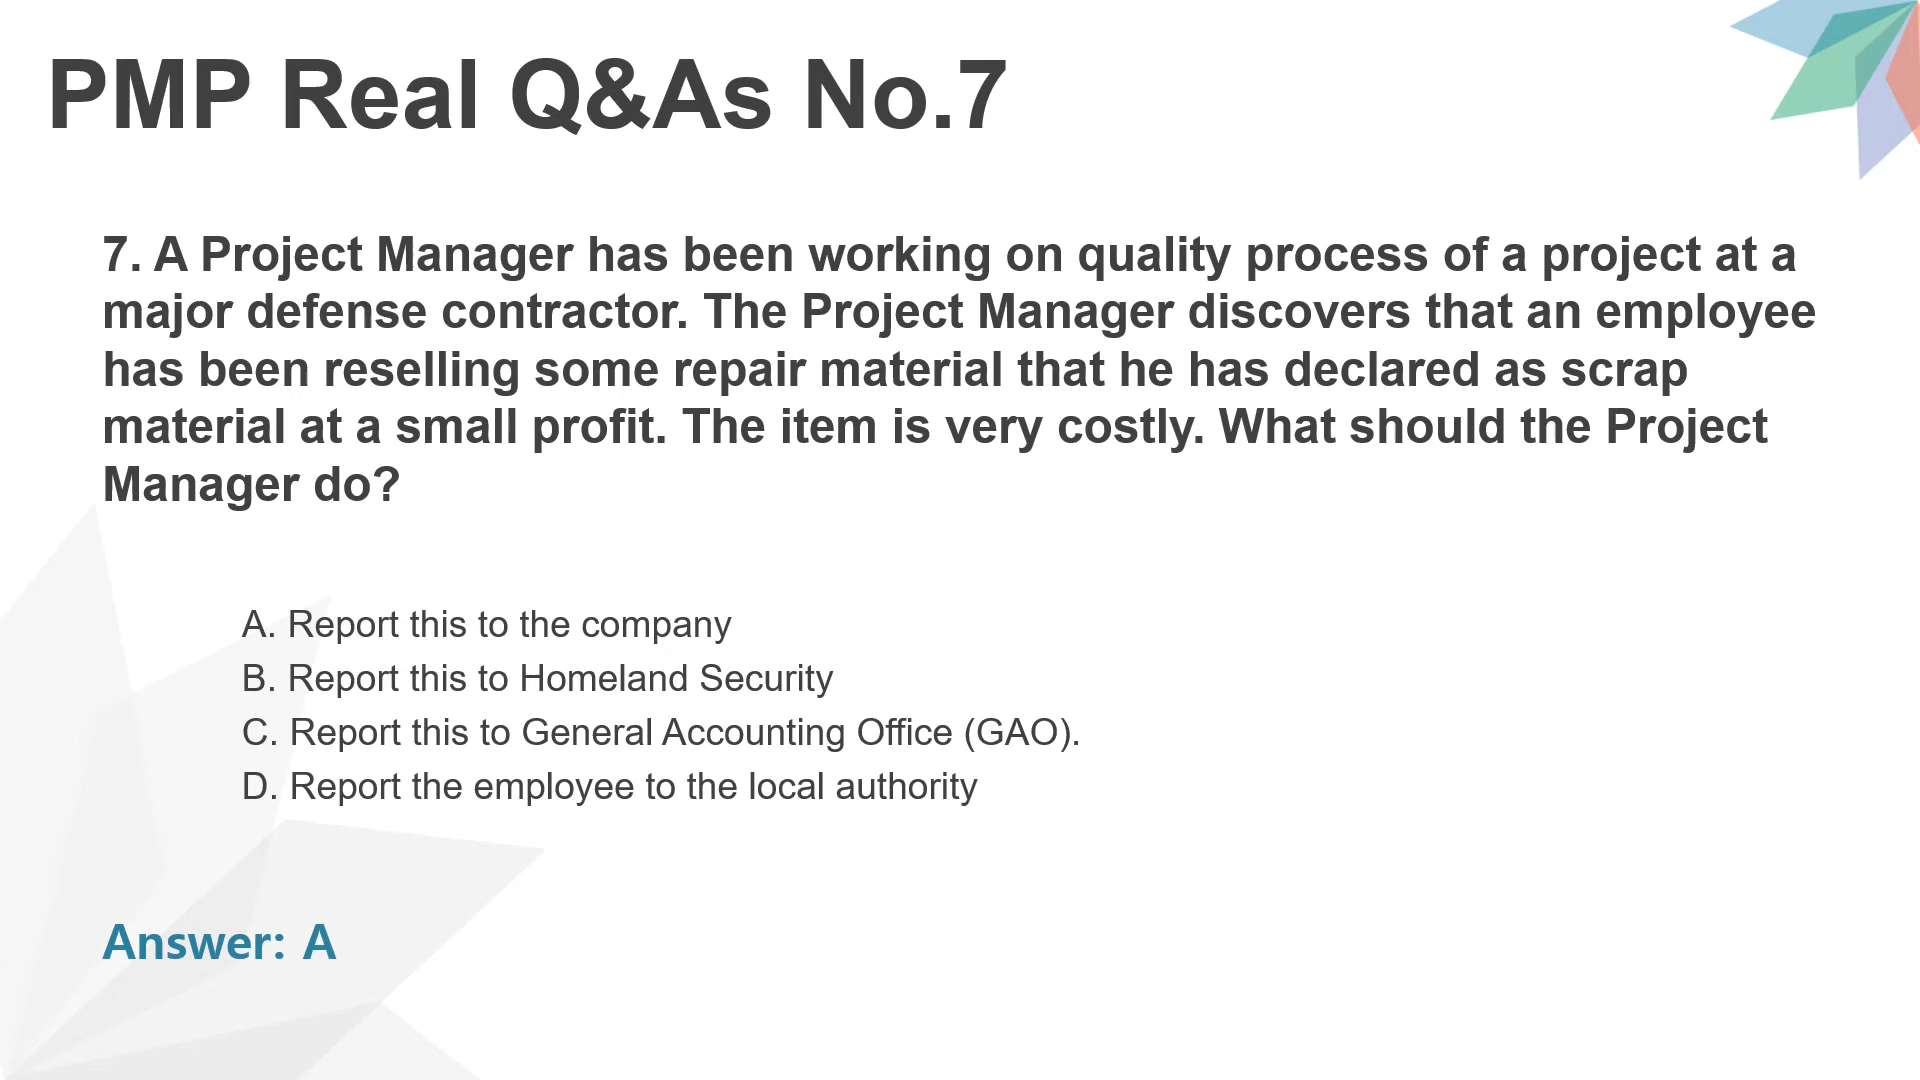 PMP Real Q&As No.7
7. A Project Manager has been working on quality process of a project at a
major defense contractor. The Project Manager discovers that an employee
has been reselling some repair material that he has declared as scrap
material at a small profit. The item is very costly. What should the Project
Manager do?
A. Report this to the company
B. Report this to Homeland Security
C. Report this to General Accounting Office (GAO).
D. Report the employee to the local authority
Answer: A